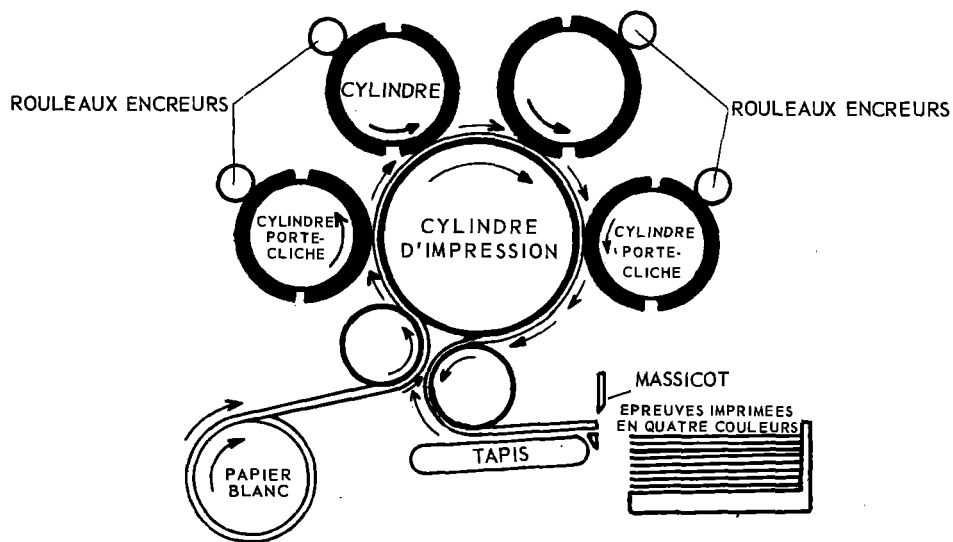 CYLINDRE
ROULEAUX ENCREURS
ROULEAUX ENCREURS
CYLINDRE
PORTE-
CLICHE
CYLINDRE
D'IMPRESSION
CYLINDRE
PORTE-
CLICHE
MASSICOT
EPREUVES IMPRIMÉES
EN QUATRE COULEURS
TAPIS
PAPIER
BLANC